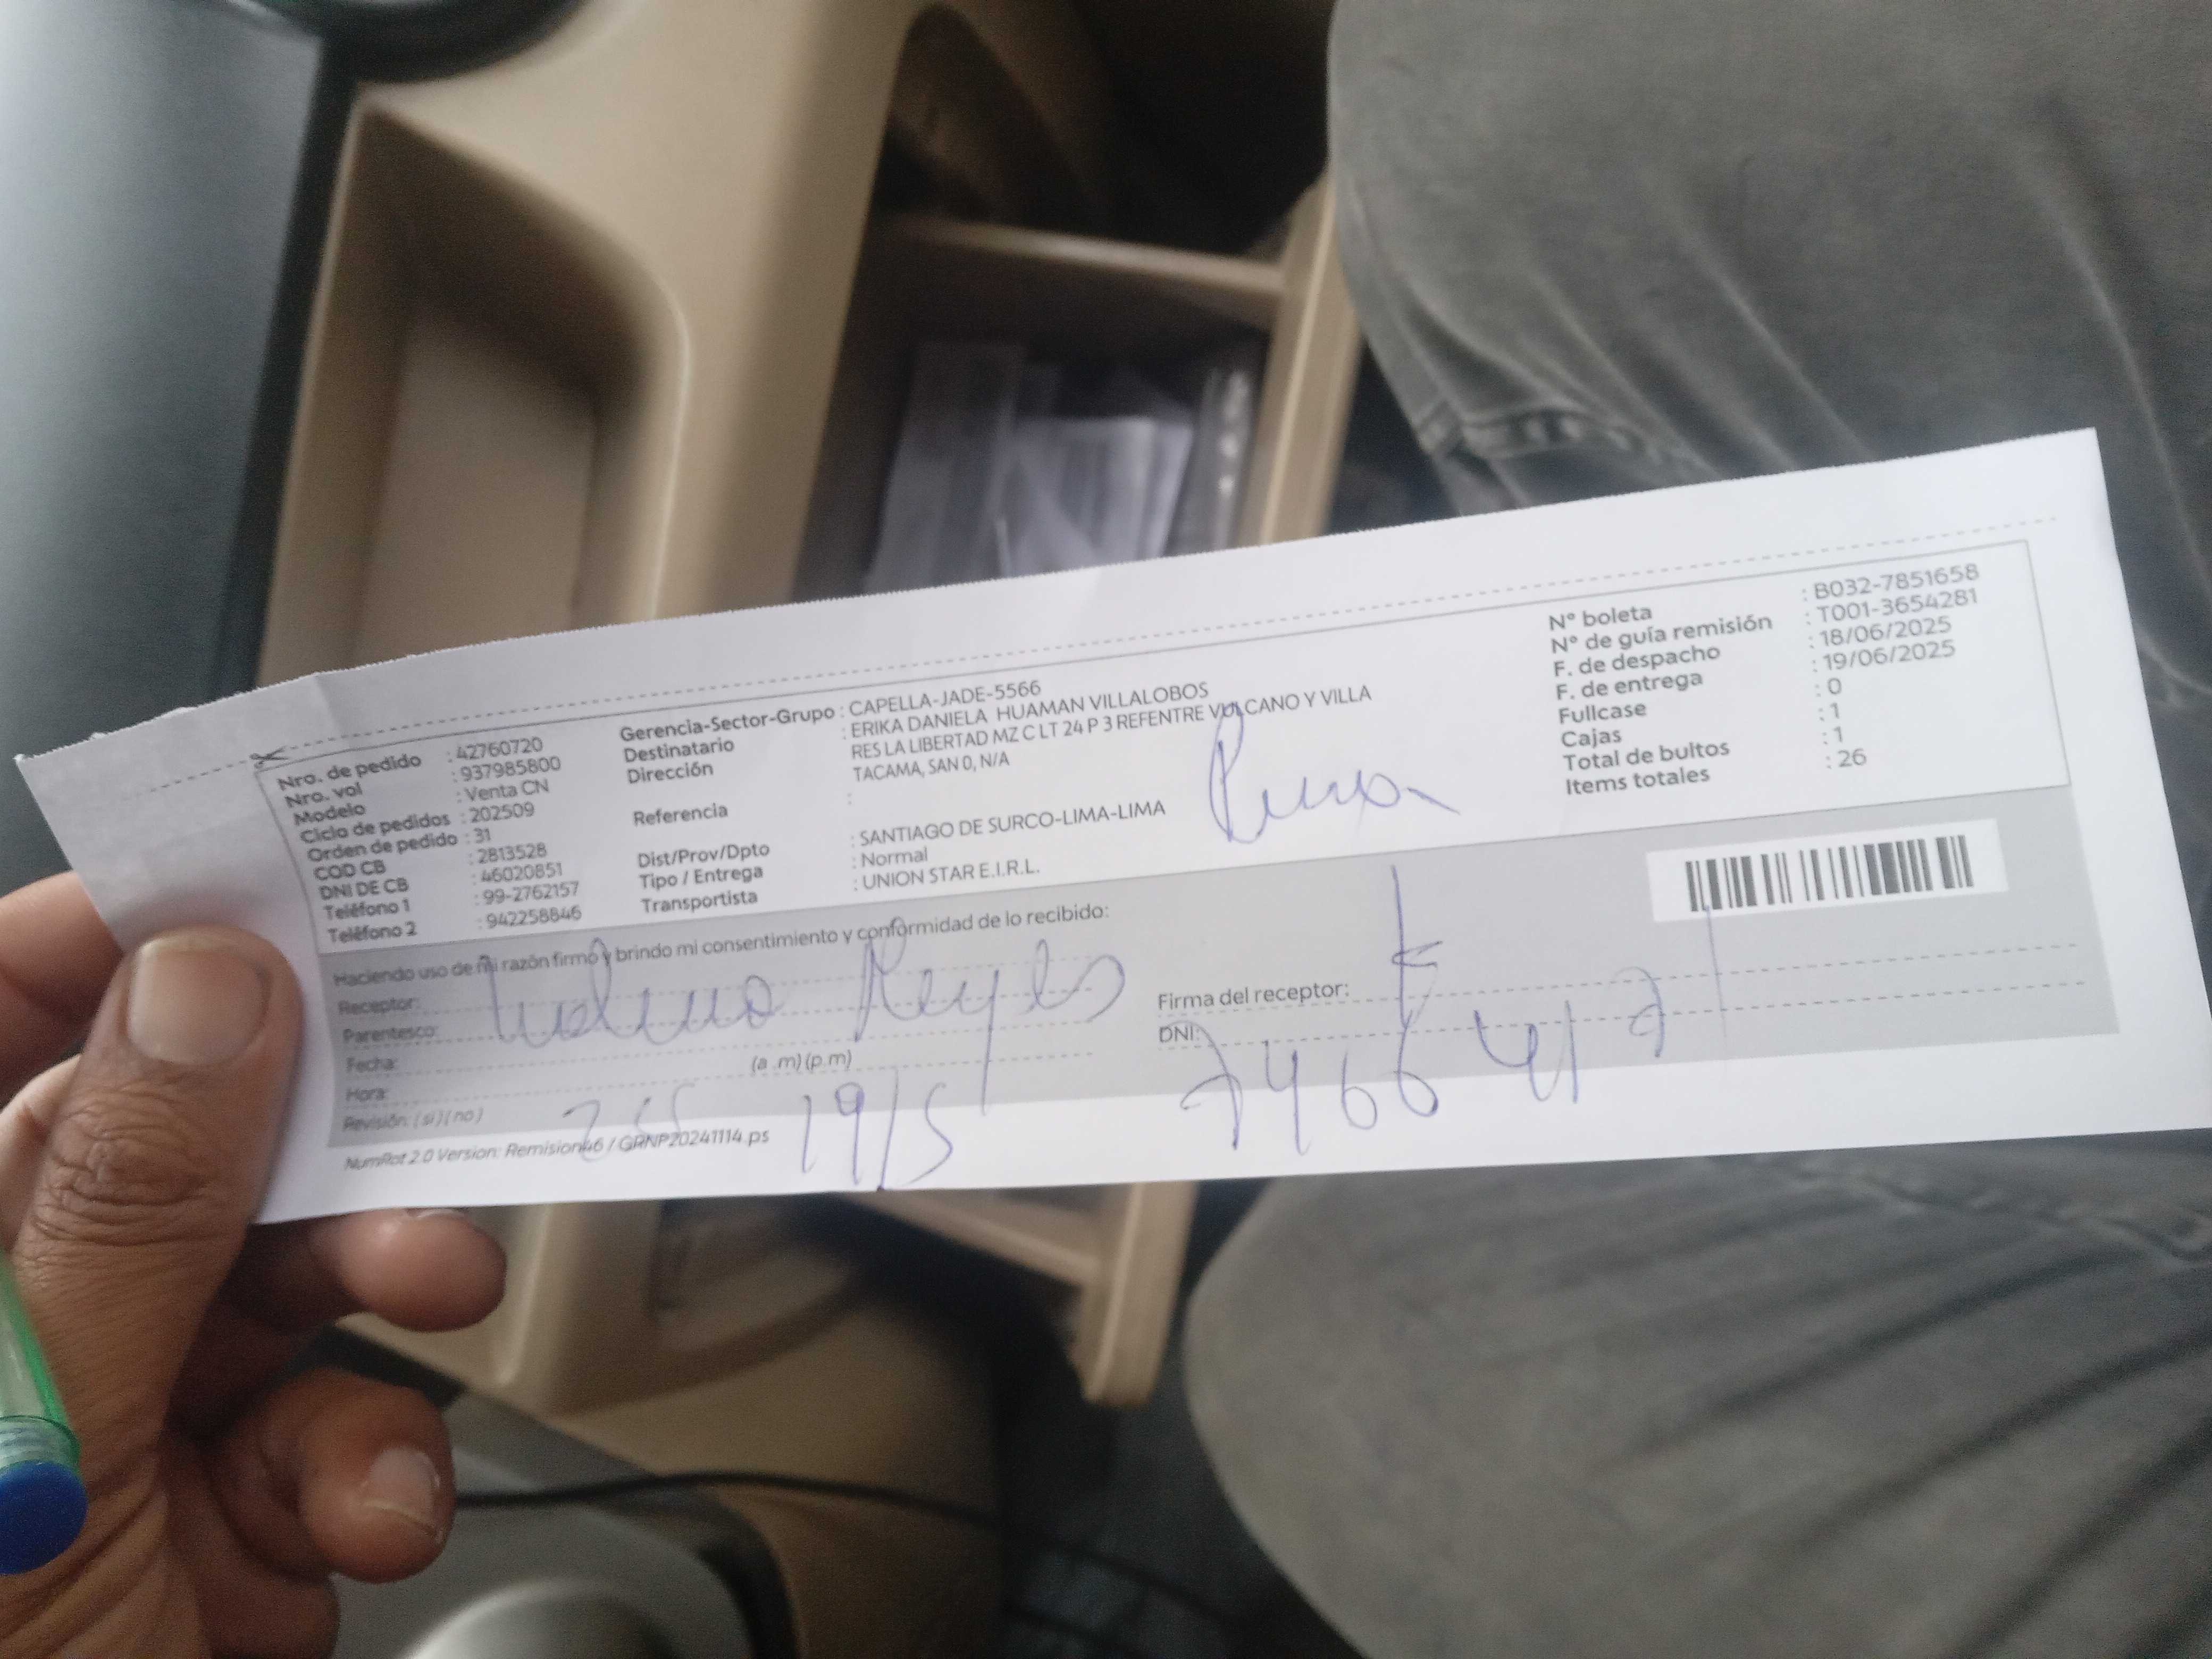 Nro. de pedido : 42760720
Nro. vol : 937985800
Modelo : Venta CN
Ciclo de pedidos : 202509
Orden de pedido : 31
COD CB : 2813528
DNI DE CB : 46020851
Teléfono 1 : 99-2762157
Teléfono 2 : 942258846
Gerencia-Sector-Grupo : CAPELLA-JADE-5566
Destinatario : ERIKA DANIELA HUAMAN VILLALOBOS
Dirección RES LA LIBERTAD MZ C LT 24 P 3 REFENTRE VULCANO Y VILLA
TACAMA, SAN 0, N/A
Referencia :
Dist/Prov/Dpto : SANTIAGO DE SURCO-LIMA-LIMA
Tipo / Entrega : Normal
Transportista : UNION STAR E.I.R.L.
N° boleta : B032-7851658
N° de guía remisión : T001-3654281
F. de despacho : 18/06/2025
F. de entrega : 19/06/2025
Fullcase : 0
Cajas : 1
Total de bultos : 1
Items totales : 26
Haciendo uso de mi razón firmo y brindo mi consentimiento y conformidad de lo recibido:
Receptor: Reyes
Parentesco:
Fecha:
Hora: (a.m) (p.m)
Revisión: ( si ) ( no ) 19/5
Firma del receptor:
DNI:
NumRot 2.0 Version: Remision46 / GRNP20241114.ps